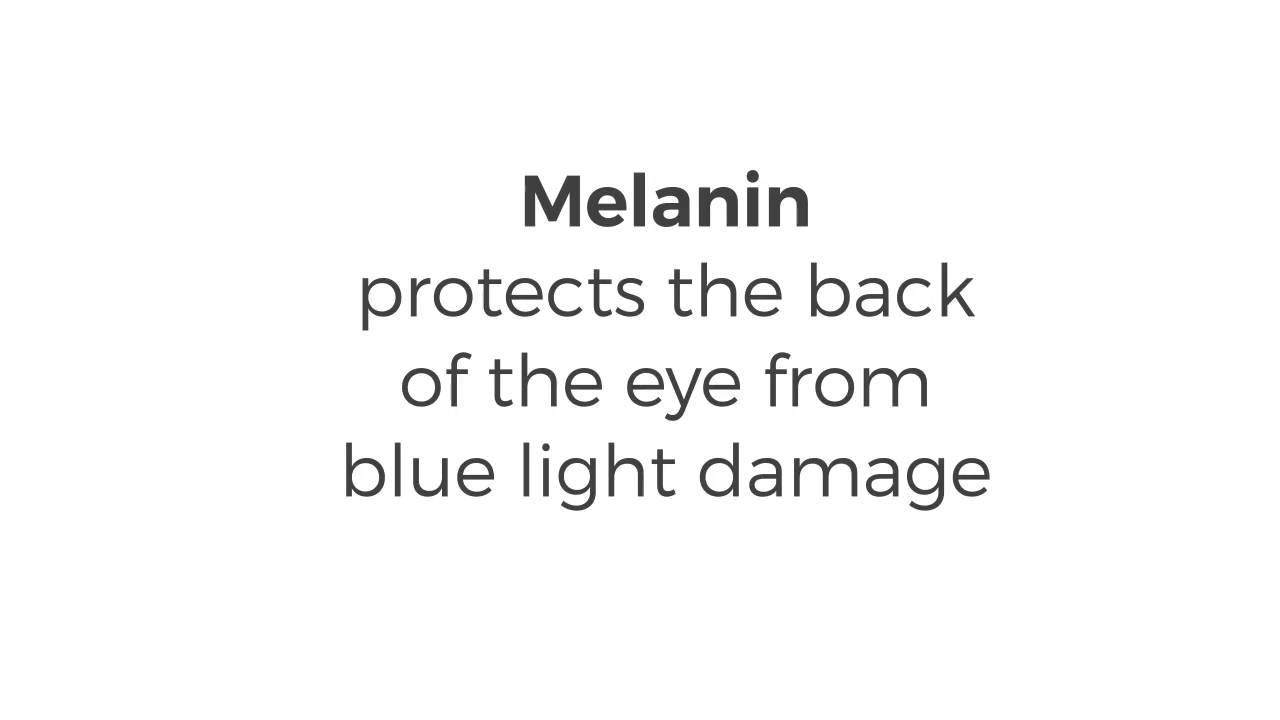 Melanin
protects the back
of the eye from
blue light damage